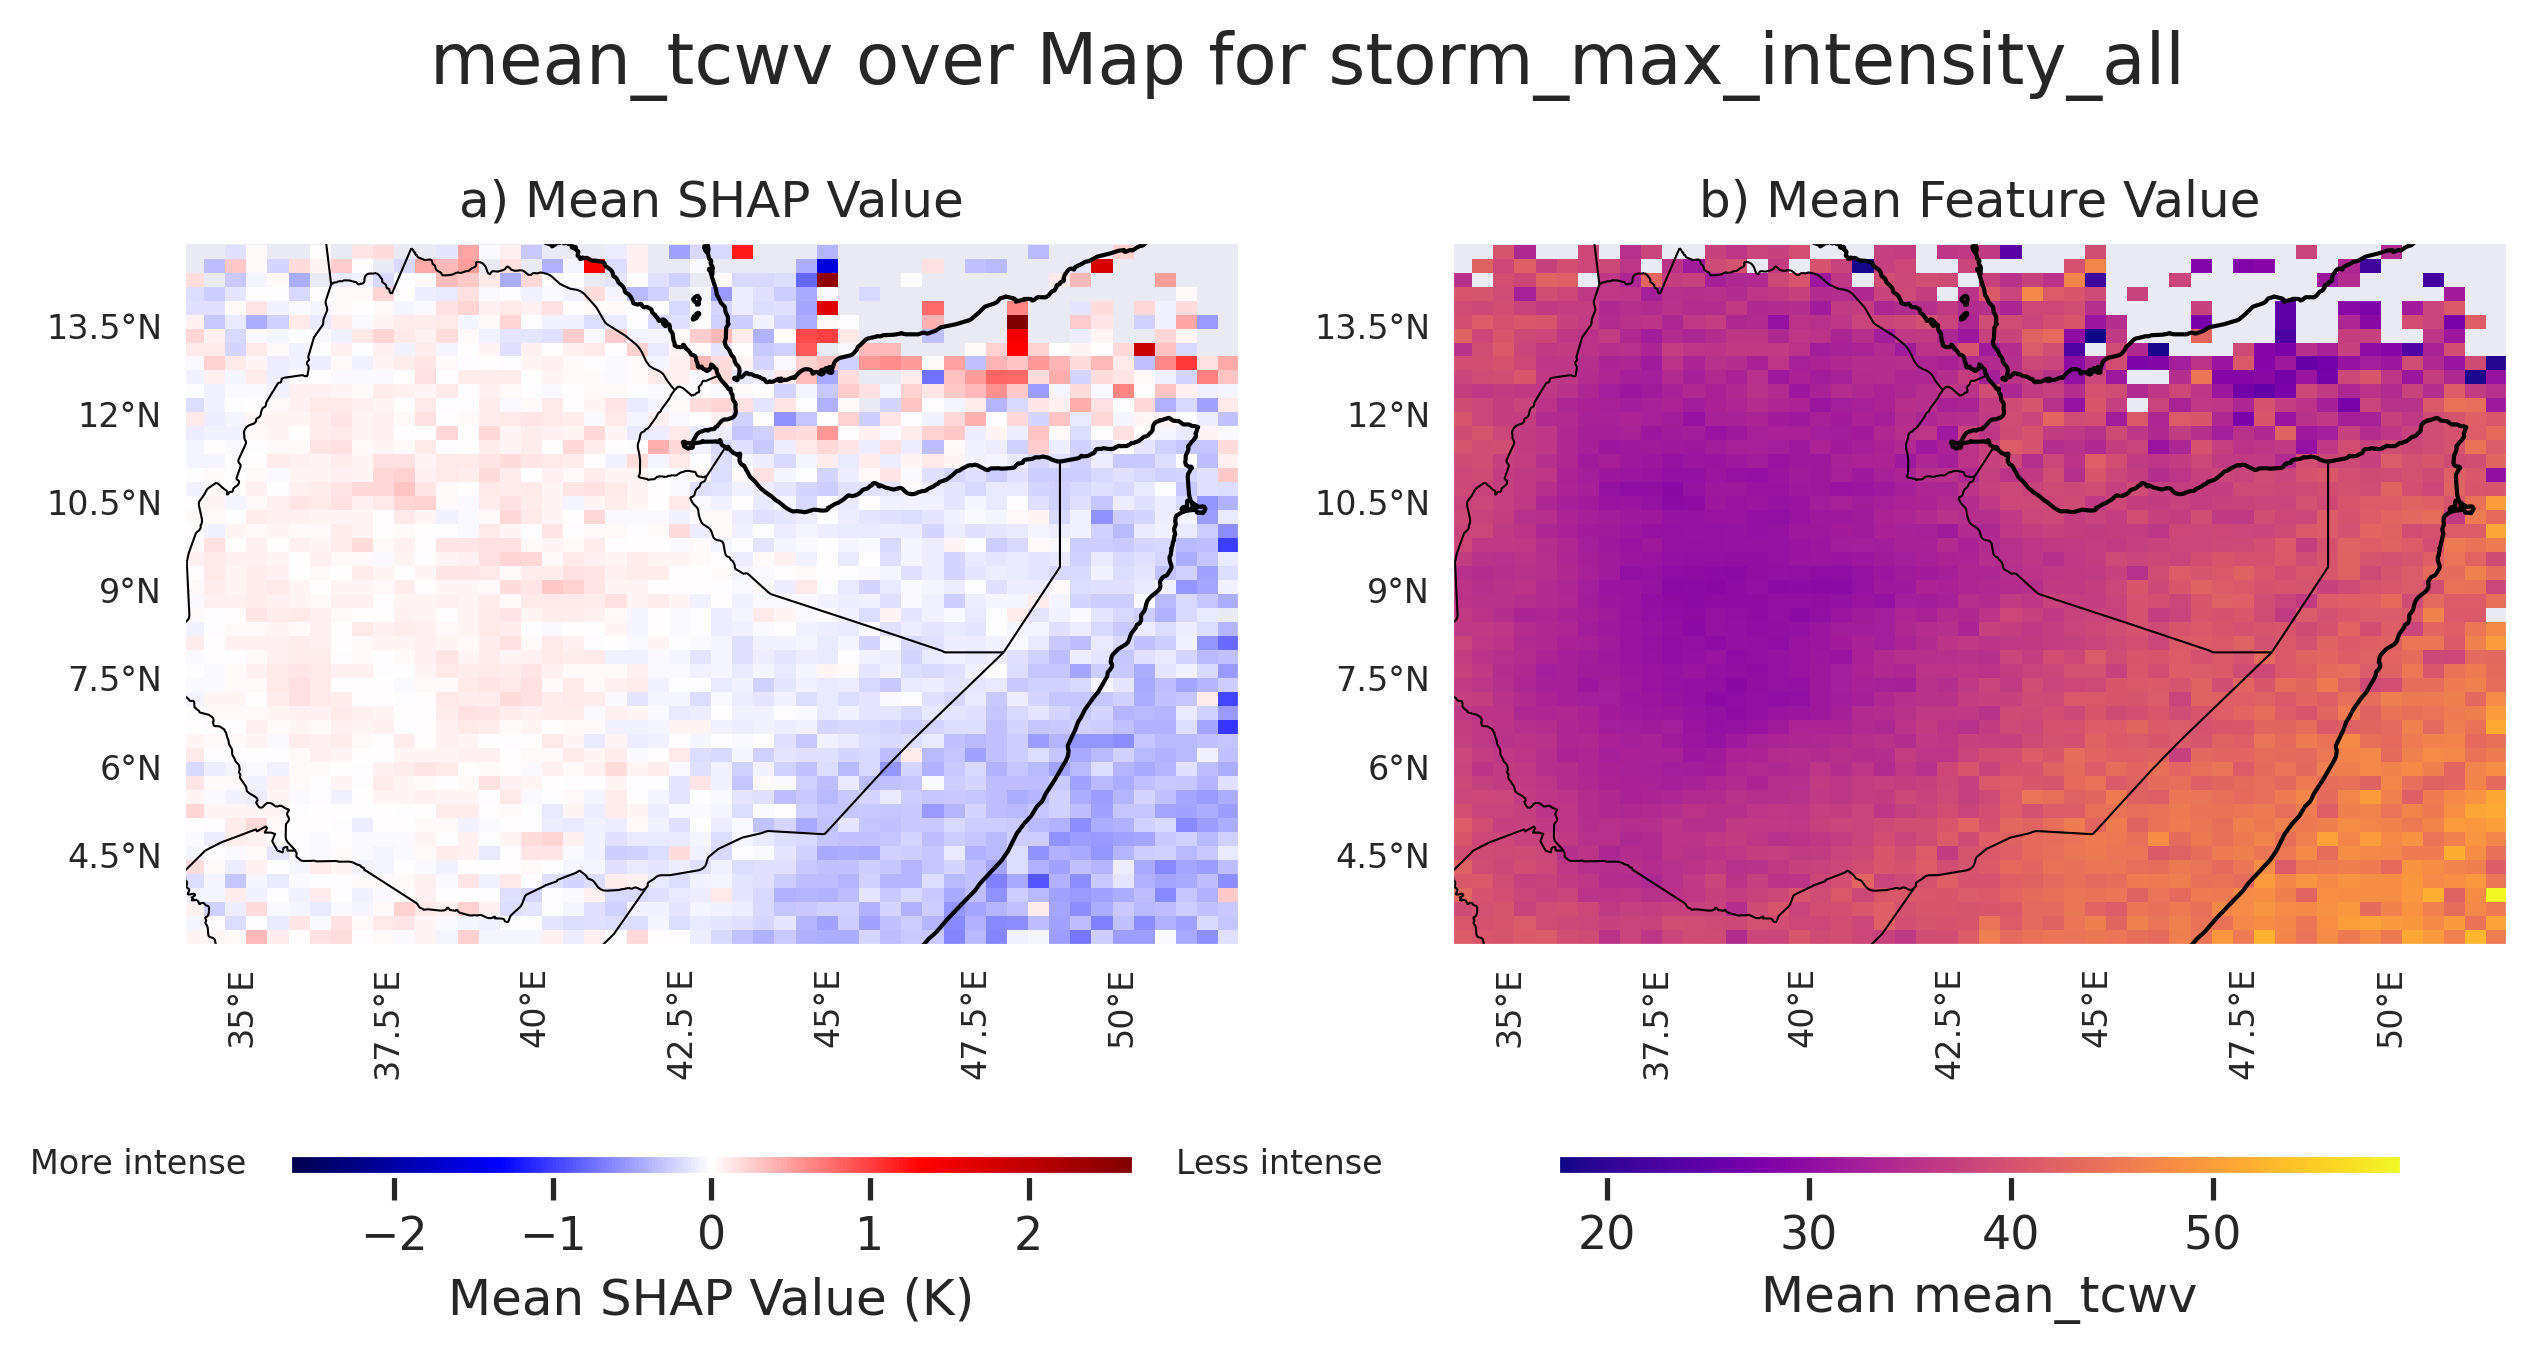 mean_tcwv over Map for storm_max_intensity_all
a) Mean SHAP Value
13.5°N
12°N
10.5°N
9°N
7.5°N
6°N
4.5°N
35°E
37.5°E
40°E
42.5°E
45°E
47.5°E
50°E
More intense
Less intense
−2 −1 0 1 2
Mean SHAP Value (K)
b) Mean Feature Value
13.5°N
12°N
10.5°N
9°N
7.5°N
6°N
4.5°N
35°E
37.5°E
40°E
42.5°E
45°E
47.5°E
50°E
20 30 40 50
Mean mean_tcwv